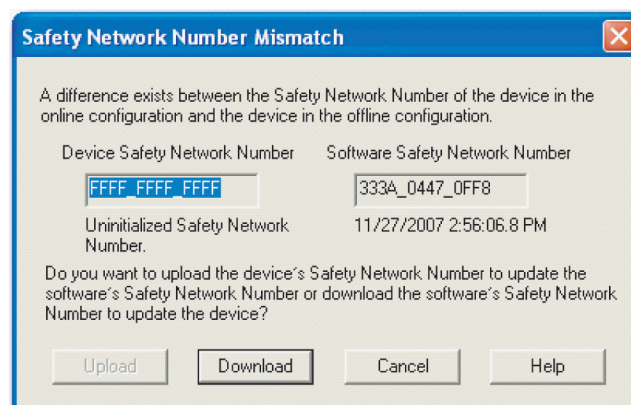 Safety Network Number Mismatch
A difference exists between the Safety Network Number of the device in the
online configuration and the device in the offline configuration.
Device Safety Network Number Software Safety Network Number
FFFF_FFFF_FFFF 333A_0447_0FF8
Uninitialized Safety Network 11/27/2007 2:56:06.8 PM
Number.
Do you want to upload the device's Safety Network Number to update the
software's Safety Network Number or download the software's Safety Network
Number to update the device?
Upload Download Cancel Help